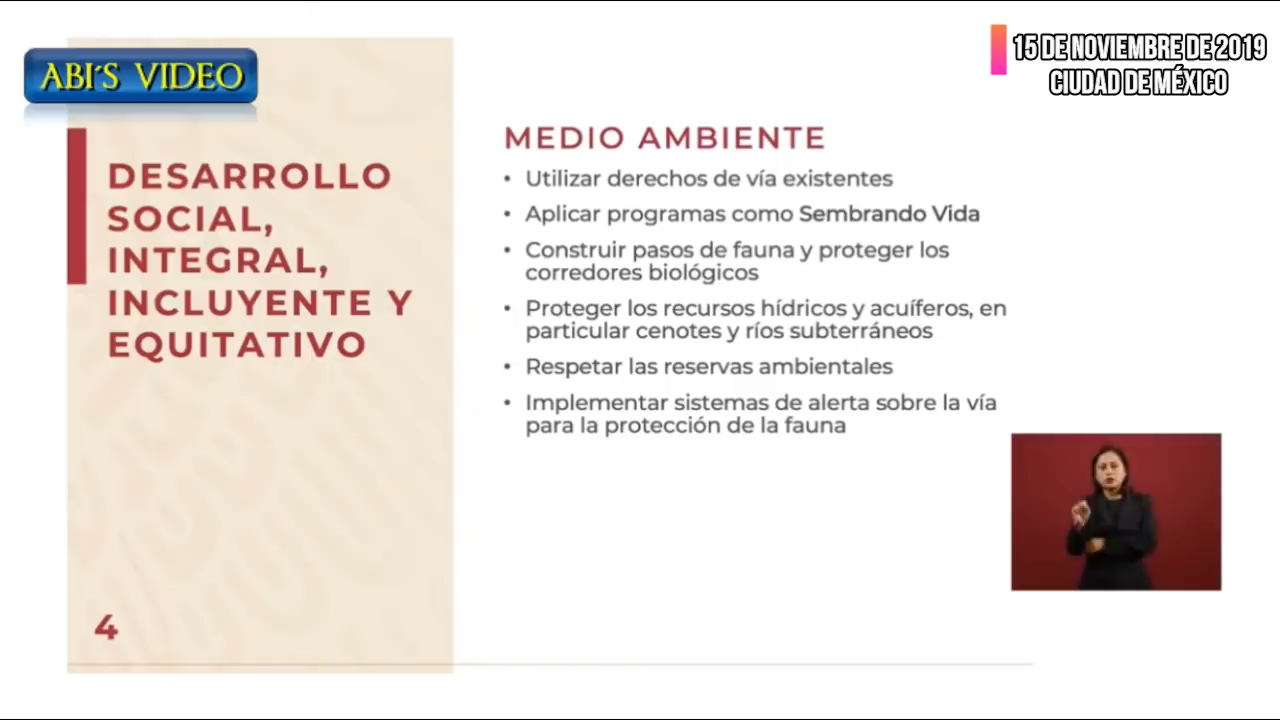 ABI´S VIDEO
15 DE NOVIEMBRE DE 2019
CIUDAD DE MÉXICO
DESARROLLO
SOCIAL,
INTEGRAL,
INCLUYENTE Y
EQUITATIVO
4
MEDIO AMBIENTE
• Utilizar derechos de vía existentes
• Aplicar programas como Sembrando Vida
• Construir pasos de fauna y proteger los
corredores biológicos
• Proteger los recursos hídricos y acuíferos, en
particular cenotes y ríos subterráneos
• Respetar las reservas ambientales
• Implementar sistemas de alerta sobre la vía
para la protección de la fauna